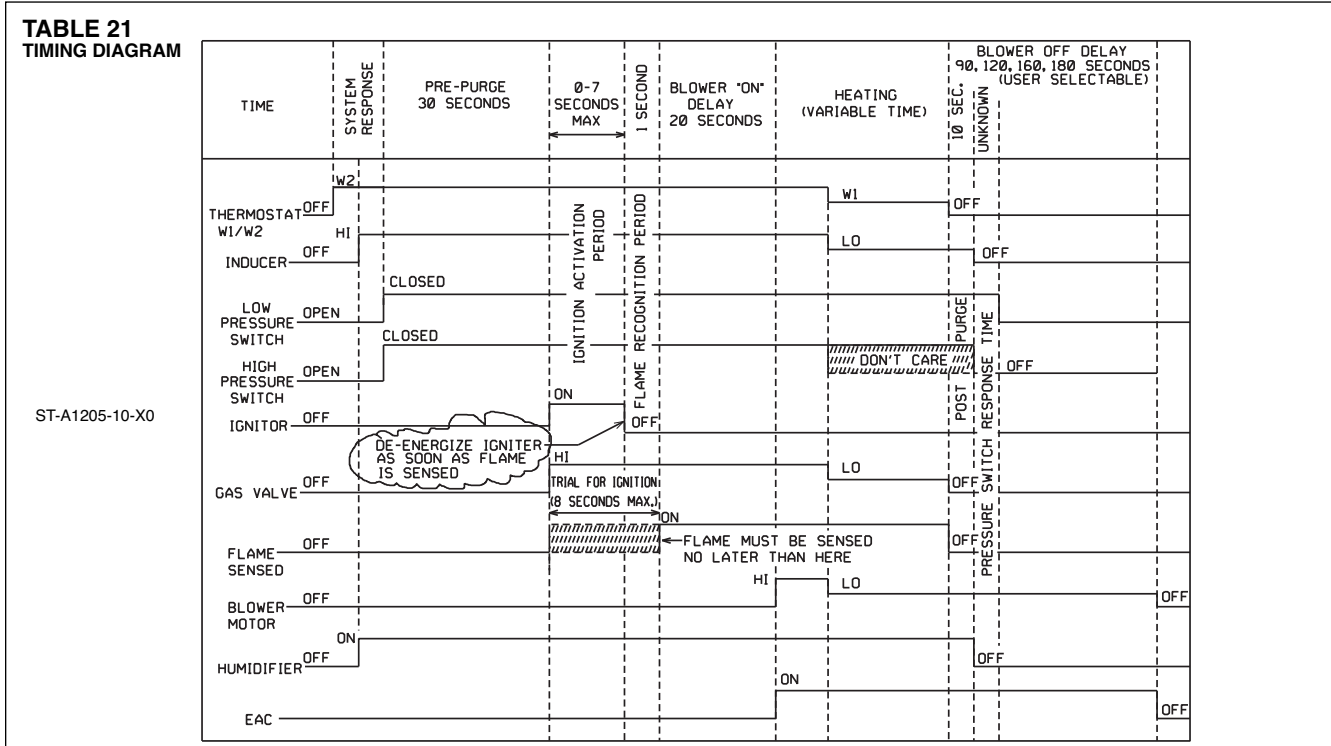 TABLE 21
TIMING DIAGRAM
TIME
SYSTEM
RESPONSE
PRE-PURGE
30 SECONDS
0-7
SECONDS
MAX
1 SECOND
BLOWER "ON"
DELAY
20 SECONDS
HEATING
(VARIABLE TIME)
10 SEC.
UNKNOWN
BLOWER OFF DELAY
90,120,160,180 SECONDS
(USER SELECTABLE)
THERMOSTAT
W1/W2
OFF
W2
W1
OFF
INDUCER
OFF
HI
LO
OFF
LOW
PRESSURE
SWITCH
OPEN
CLOSED
HIGH
PRESSURE
SWITCH
OPEN
CLOSED
DON'T CARE
OFF
IGNITION ACTIVATION
PERIOD
FLAME RECOGNITION PERIOD
POST PURGE
PRESSURE SWITCH RESPONSE TIME
ST-A1205-10-X0
IGNITOR
OFF
ON
OFF
DE-ENERGIZE IGNITER
AS SOON AS FLAME
IS SENSED
GAS VALVE
OFF
HI
LO
OFF
TRIAL FOR IGNITION
(8 SECONDS MAX.)
FLAME
SENSED
OFF
ON
FLAME MUST BE SENSED
NO LATER THAN HERE
OFF
BLOWER
MOTOR
OFF
HI
LO
OFF
HUMIDIFIER
OFF
ON
OFF
EAC
ON
OFF